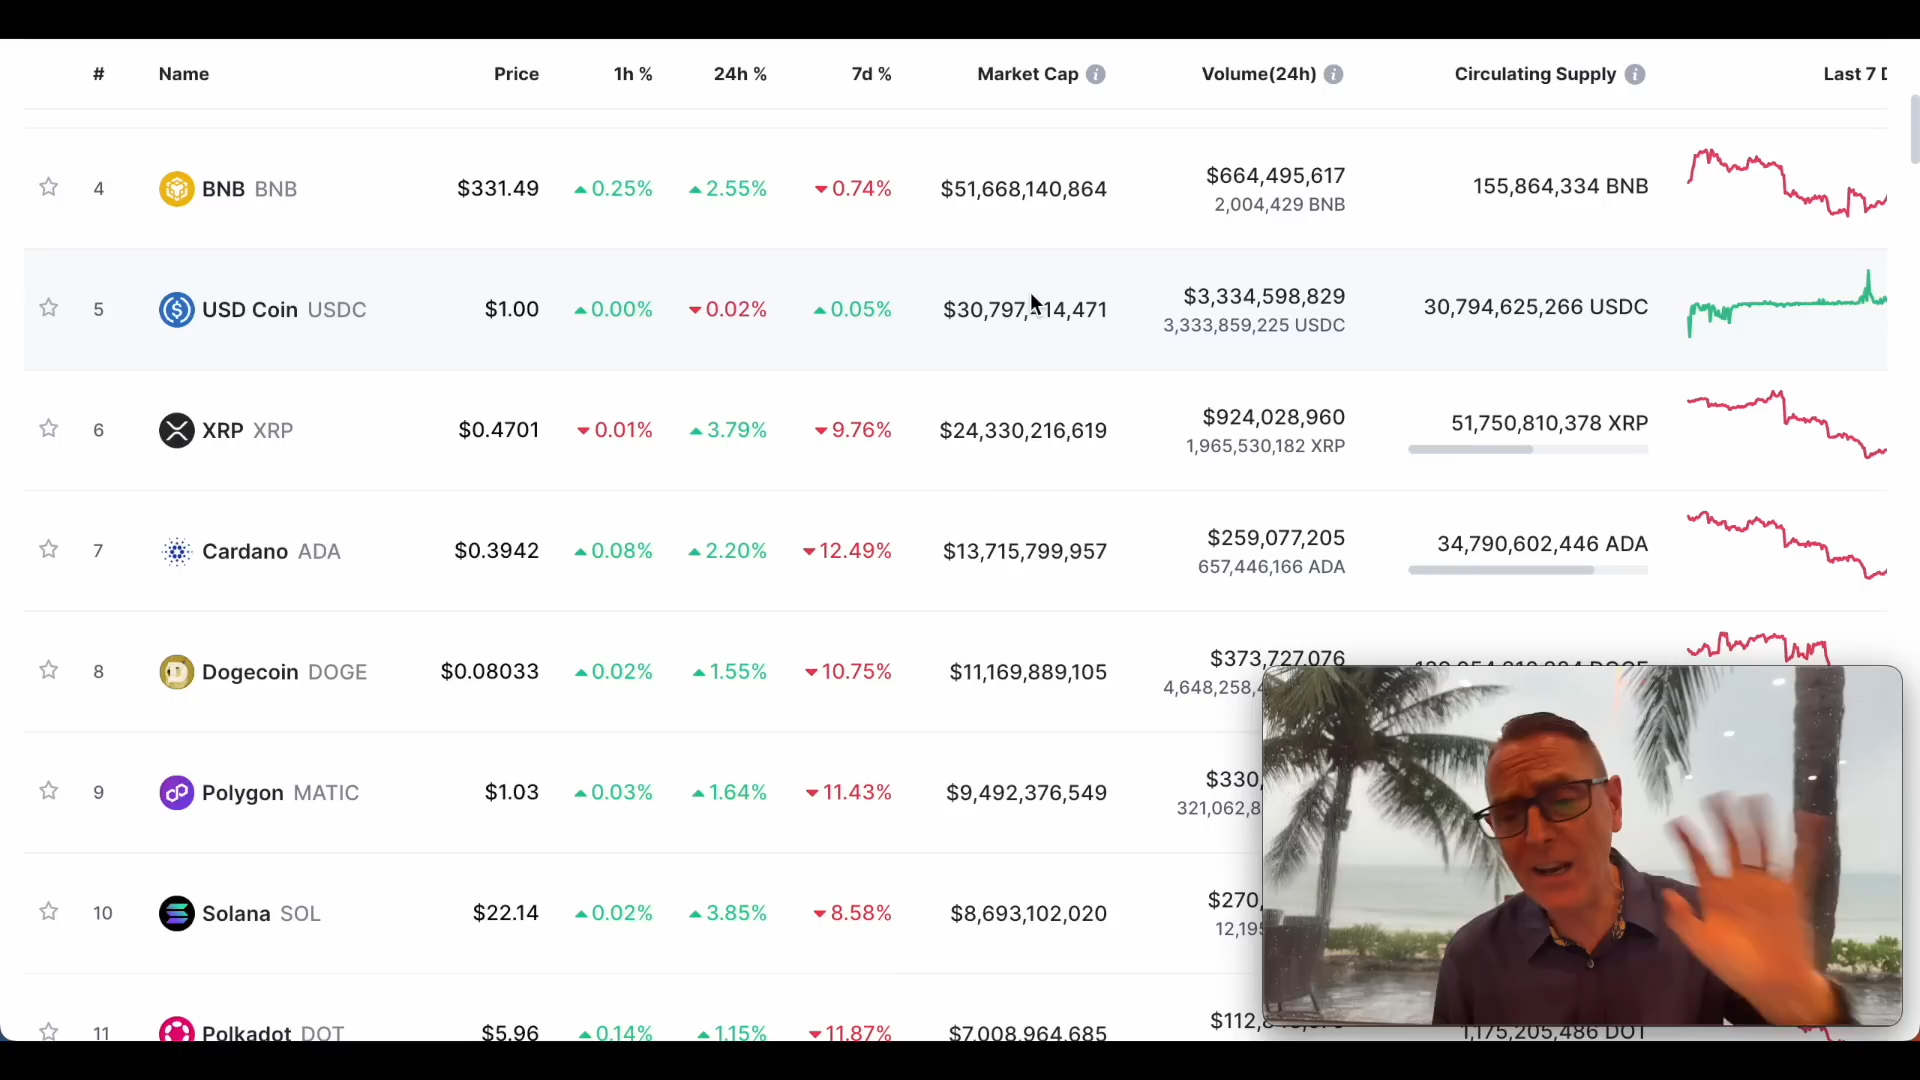 # Name Price 1h % 24h % 7d % Market Cap Volume(24h) Circulating Supply Last 7
4 BNB BNB $331.49 0.25% 2.55% 0.74% $51,668,140,864 $664,495,617 155,864,334 BNB
2,004,429 BNB
5 USD Coin USDC $1.00 0.00% 0.02% 0.05% $3,334,598,829 30,794,625,266 USDC
3,333,859,225 USDC
6 XRP XRP $0.4701 0.01% 3.79% 9.76% $24,330,216,619 $924,028,960 51,750,810,378 XRP
1,965,530,182 XRP
7 Cardano ADA $0.3942 0.08% 2.20% 12.49% $13,715,799,957 $259,077,205 34,790,602,446 ADA
657,446,166 ADA
8 Dogecoin DOGE $0.08033 0.02% 1.55% 10.75% $11,169,889,105 $373,727,076
9 Polygon MATIC $1.03 0.03% 1.64% 11.43% $9,492,376,549 $330,
321,062,8
10 Solana SOL $22.14 0.02% 3.85% 8.58% $8,693,102,020 $270,
12,195
11 Polkadot DOT $5.96 0.14% 1.15% 11.87% $7,008,964,685 1,175,205,486 DOT